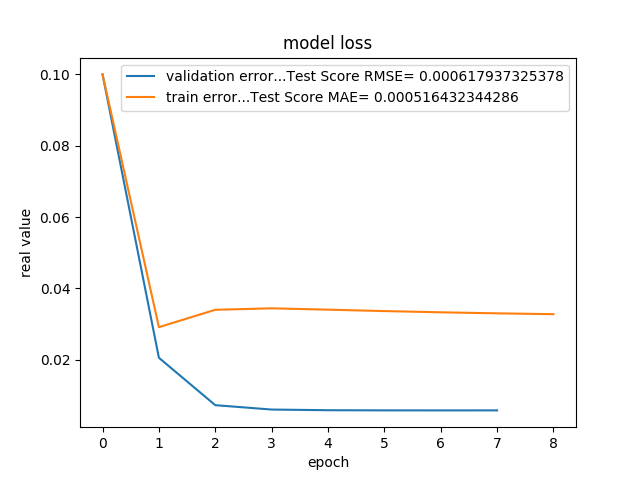 model loss
validation error...Test Score RMSE= 0.000617937325378
train error...Test Score MAE= 0.000516432344286
real value
0.10
0.08
0.06
0.04
0.02
0 1 2 3 4 5 6 7 8
epoch